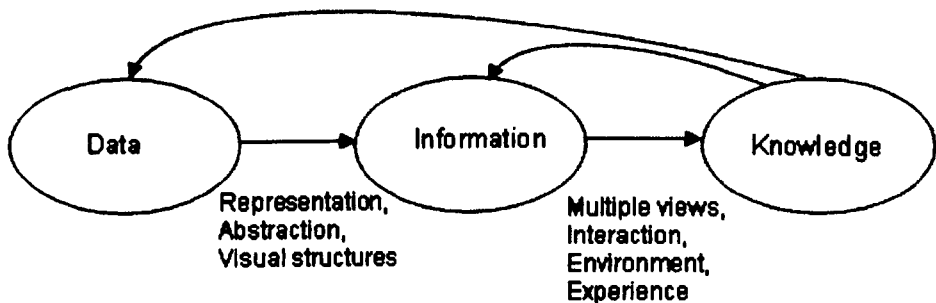 Data
Information
Knowledge
Representation,
Abstraction,
Visual structures
Multiple views,
Interaction,
Environment,
Experience